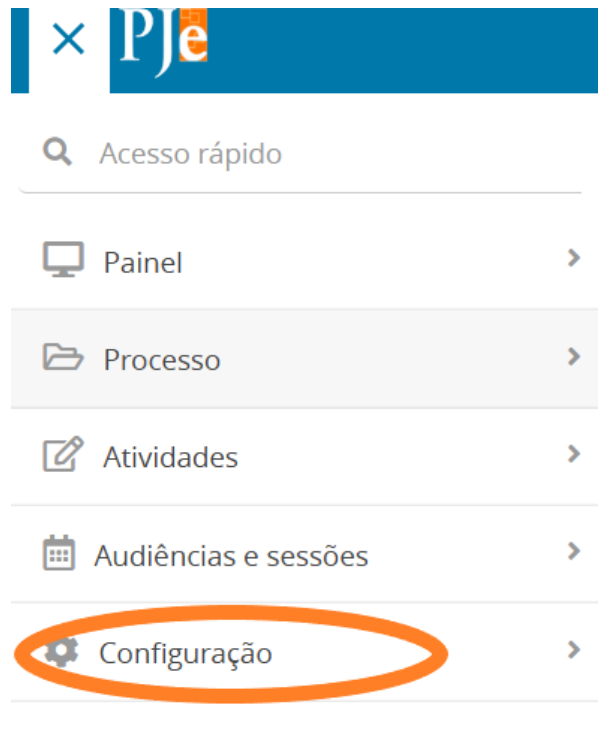 PJe
Acesso rápido
Painel
Processo
Atividades
Audiências e sessões
Configuração